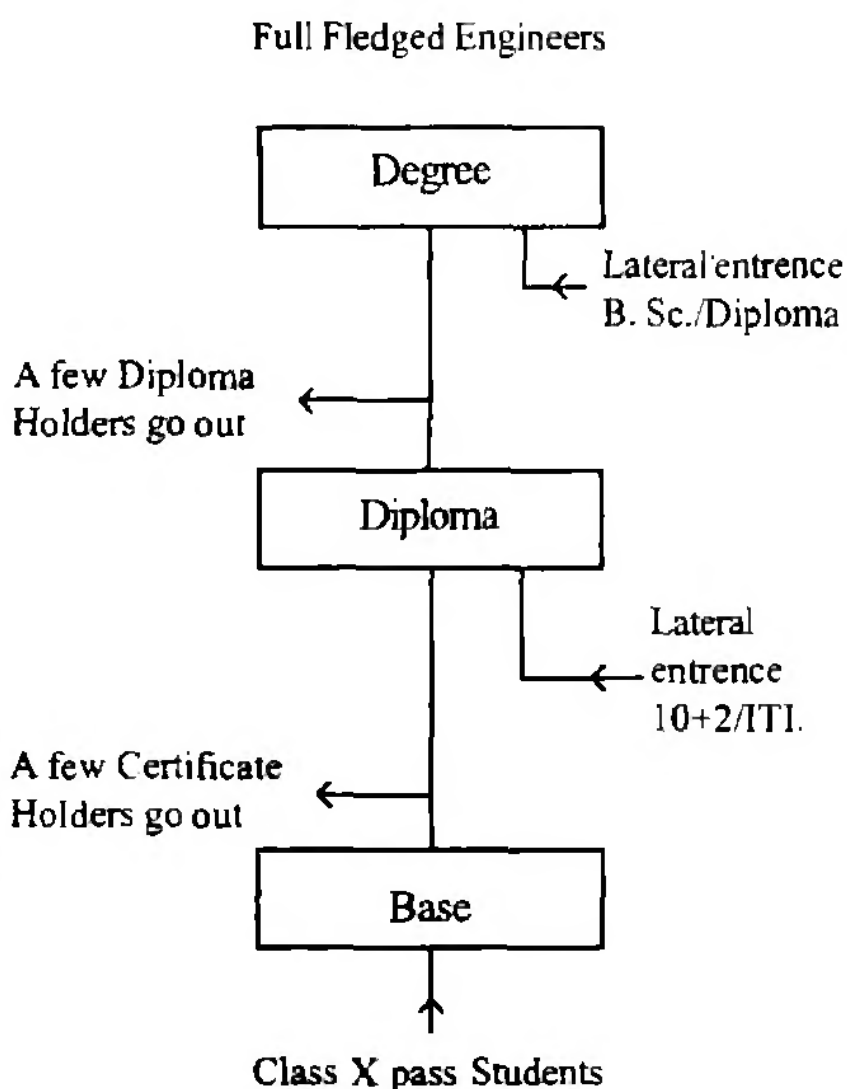 Full Fledged Engineers
Degree
Lateral entrence
B. Sc./Diploma
A few Diploma
Holders go out
Diploma
Lateral
entrence
10+2/ITI.
A few Certificate
Holders go out
Base
Class X pass Students